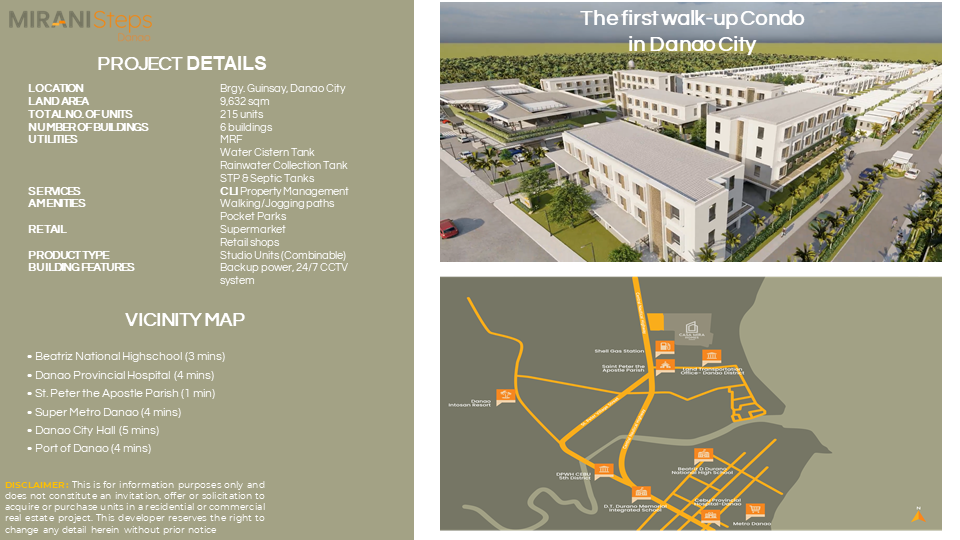 MIRANI Steps
PROJECT DETAILS
LOCATION Brgy. Guinsay, Danao City
LAND AREA 9,632 sqm
TOTAL NO. OF UNITS 215 units
NUMBER OF BUILDINGS 6 buildings
UTILITIES MRF
Water Cistern Tank
Rainwater Collection Tank
STP & Septic Tanks
SERVICES CLI Property Management
AMENITIES Walking/Jogging paths
Pocket Parks
RETAIL Supermarket
Retail shops
PRODUCT TYPE Studio Units (Combinable)
BUILDING FEATURES Backup power, 24/7 CCTV
system
VICINITY MAP
• Beatriz National Highschool (3 mins)
• Danao Provincial Hospital (4 mins)
• St. Peter the Apostle Parish (1 min)
• Super Metro Danao (4 mins)
• Danao City Hall (5 mins)
• Port of Danao (4 mins)
DISCLAIMER: This is for information purposes only and
does not constitute an invitation, offer or solicitation to
acquire or purchase units in a residential or commercial
real estate project. This developer reserves the right to
change any detail herein without prior notice
The first walk-up Condo
in Danao City
CASA MIRA
Shell Gas Station
Saint Peter the
Apostle Parish
Land Transportation
Office- Danao District
Danao
Intosan Resort
DPWH CEBU
5th District
Beatriz D Durano
National High School
D.T. Durano Memorial
Integrated School
Cebu Provincial
Hospital-Danao
Metro Danao
N